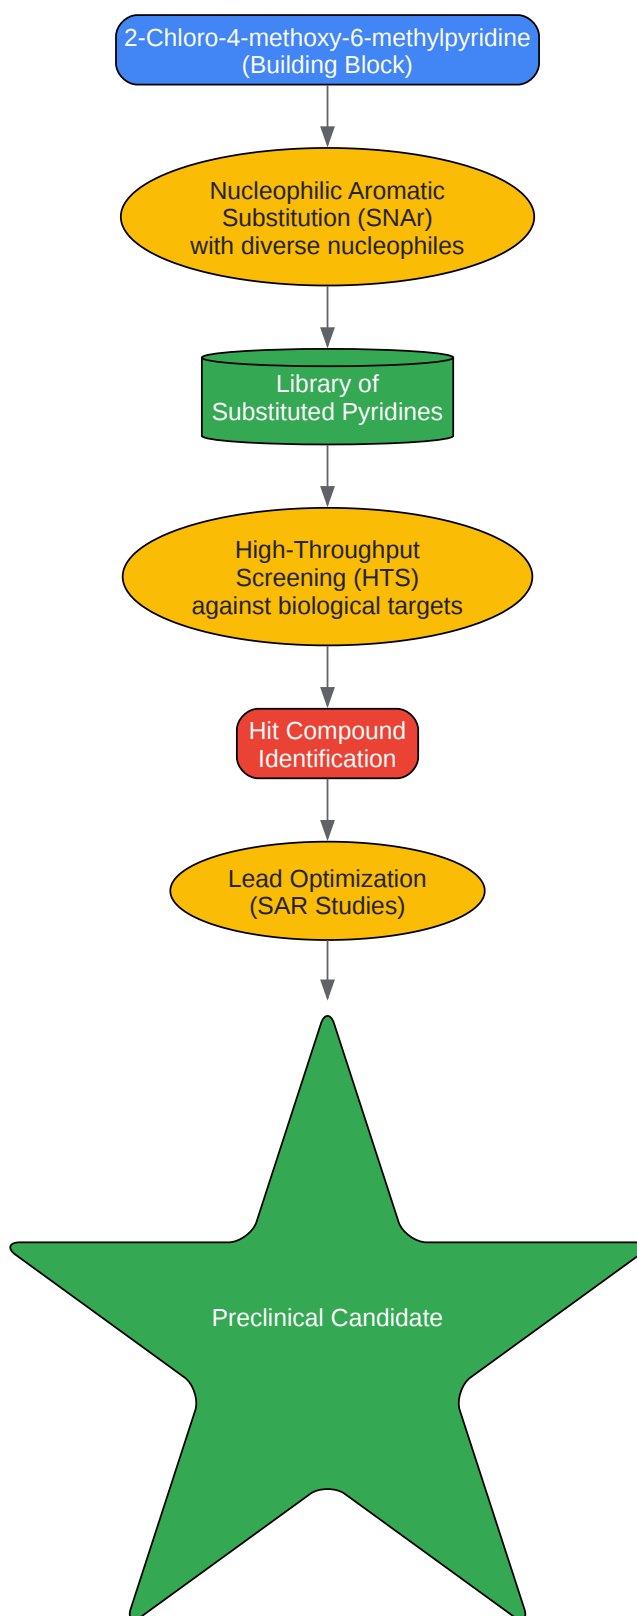 2-Chloro-4-methoxy-6-methylpyridine
(Building Block)
Nucleophilic Aromatic
Substitution (SNAr)
with diverse nucleophiles
Library of
Substituted Pyridines
High-Throughput
Screening (HTS)
against biological targets
Hit Compound
Identification
Lead Optimization
(SAR Studies)
Preclinical Candidate